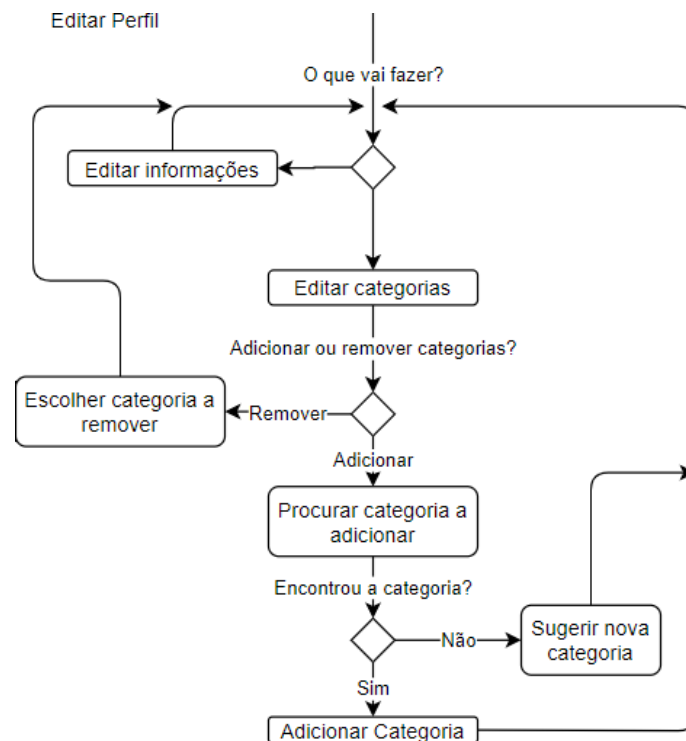 Editar Perfil
O que vai fazer?
Editar informações
Editar categorias
Adicionar ou remover categorias?
Escolher categoria a
remover
Remover
Adicionar
Procurar categoria a
adicionar
Encontrou a categoria?
Não
Sugerir nova
categoria
Sim
Adicionar Categoria